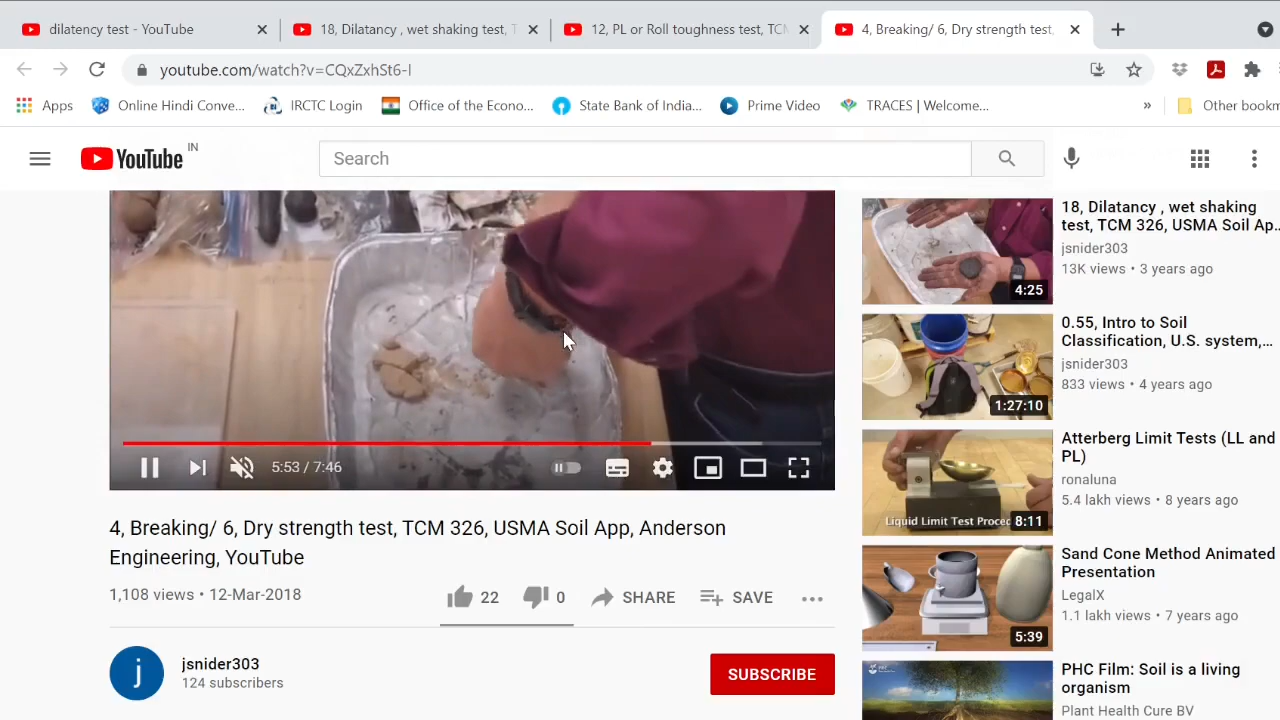 dilatency test - YouTube
18, Dilatancy , wet shaking test, T
12, PL or Roll toughness test, TCM
4, Breaking/ 6, Dry strength test,
youtube.com/watch?v=CQxZxhSt6-I
Apps
Online Hindi Conve...
IRCTC Login
Office of the Econo...
State Bank of India...
Prime Video
TRACES | Welcome...
»
Other bookm
YouTube IN
Search
5:53 / 7:46
4, Breaking/ 6, Dry strength test, TCM 326, USMA Soil App, Anderson
Engineering, YouTube
1,108 views • 12-Mar-2018
22
0
SHARE
SAVE
j
jsnider303
124 subscribers
SUBSCRIBE
18, Dilatancy , wet shaking
test, TCM 326, USMA Soil Ap...
jsnider303
13K views • 3 years ago
4:25
0.55, Intro to Soil
Classification, U.S. system,...
jsnider303
833 views • 4 years ago
1:27:10
Atterberg Limit Tests (LL and
PL)
ronaluna
5.4 lakh views • 8 years ago
Liquid Limit Test Proced
8:11
Sand Cone Method Animated
Presentation
LegalX
1.1 lakh views • 7 years ago
5:39
PHC Film: Soil is a living
organism
Plant Health Cure BV